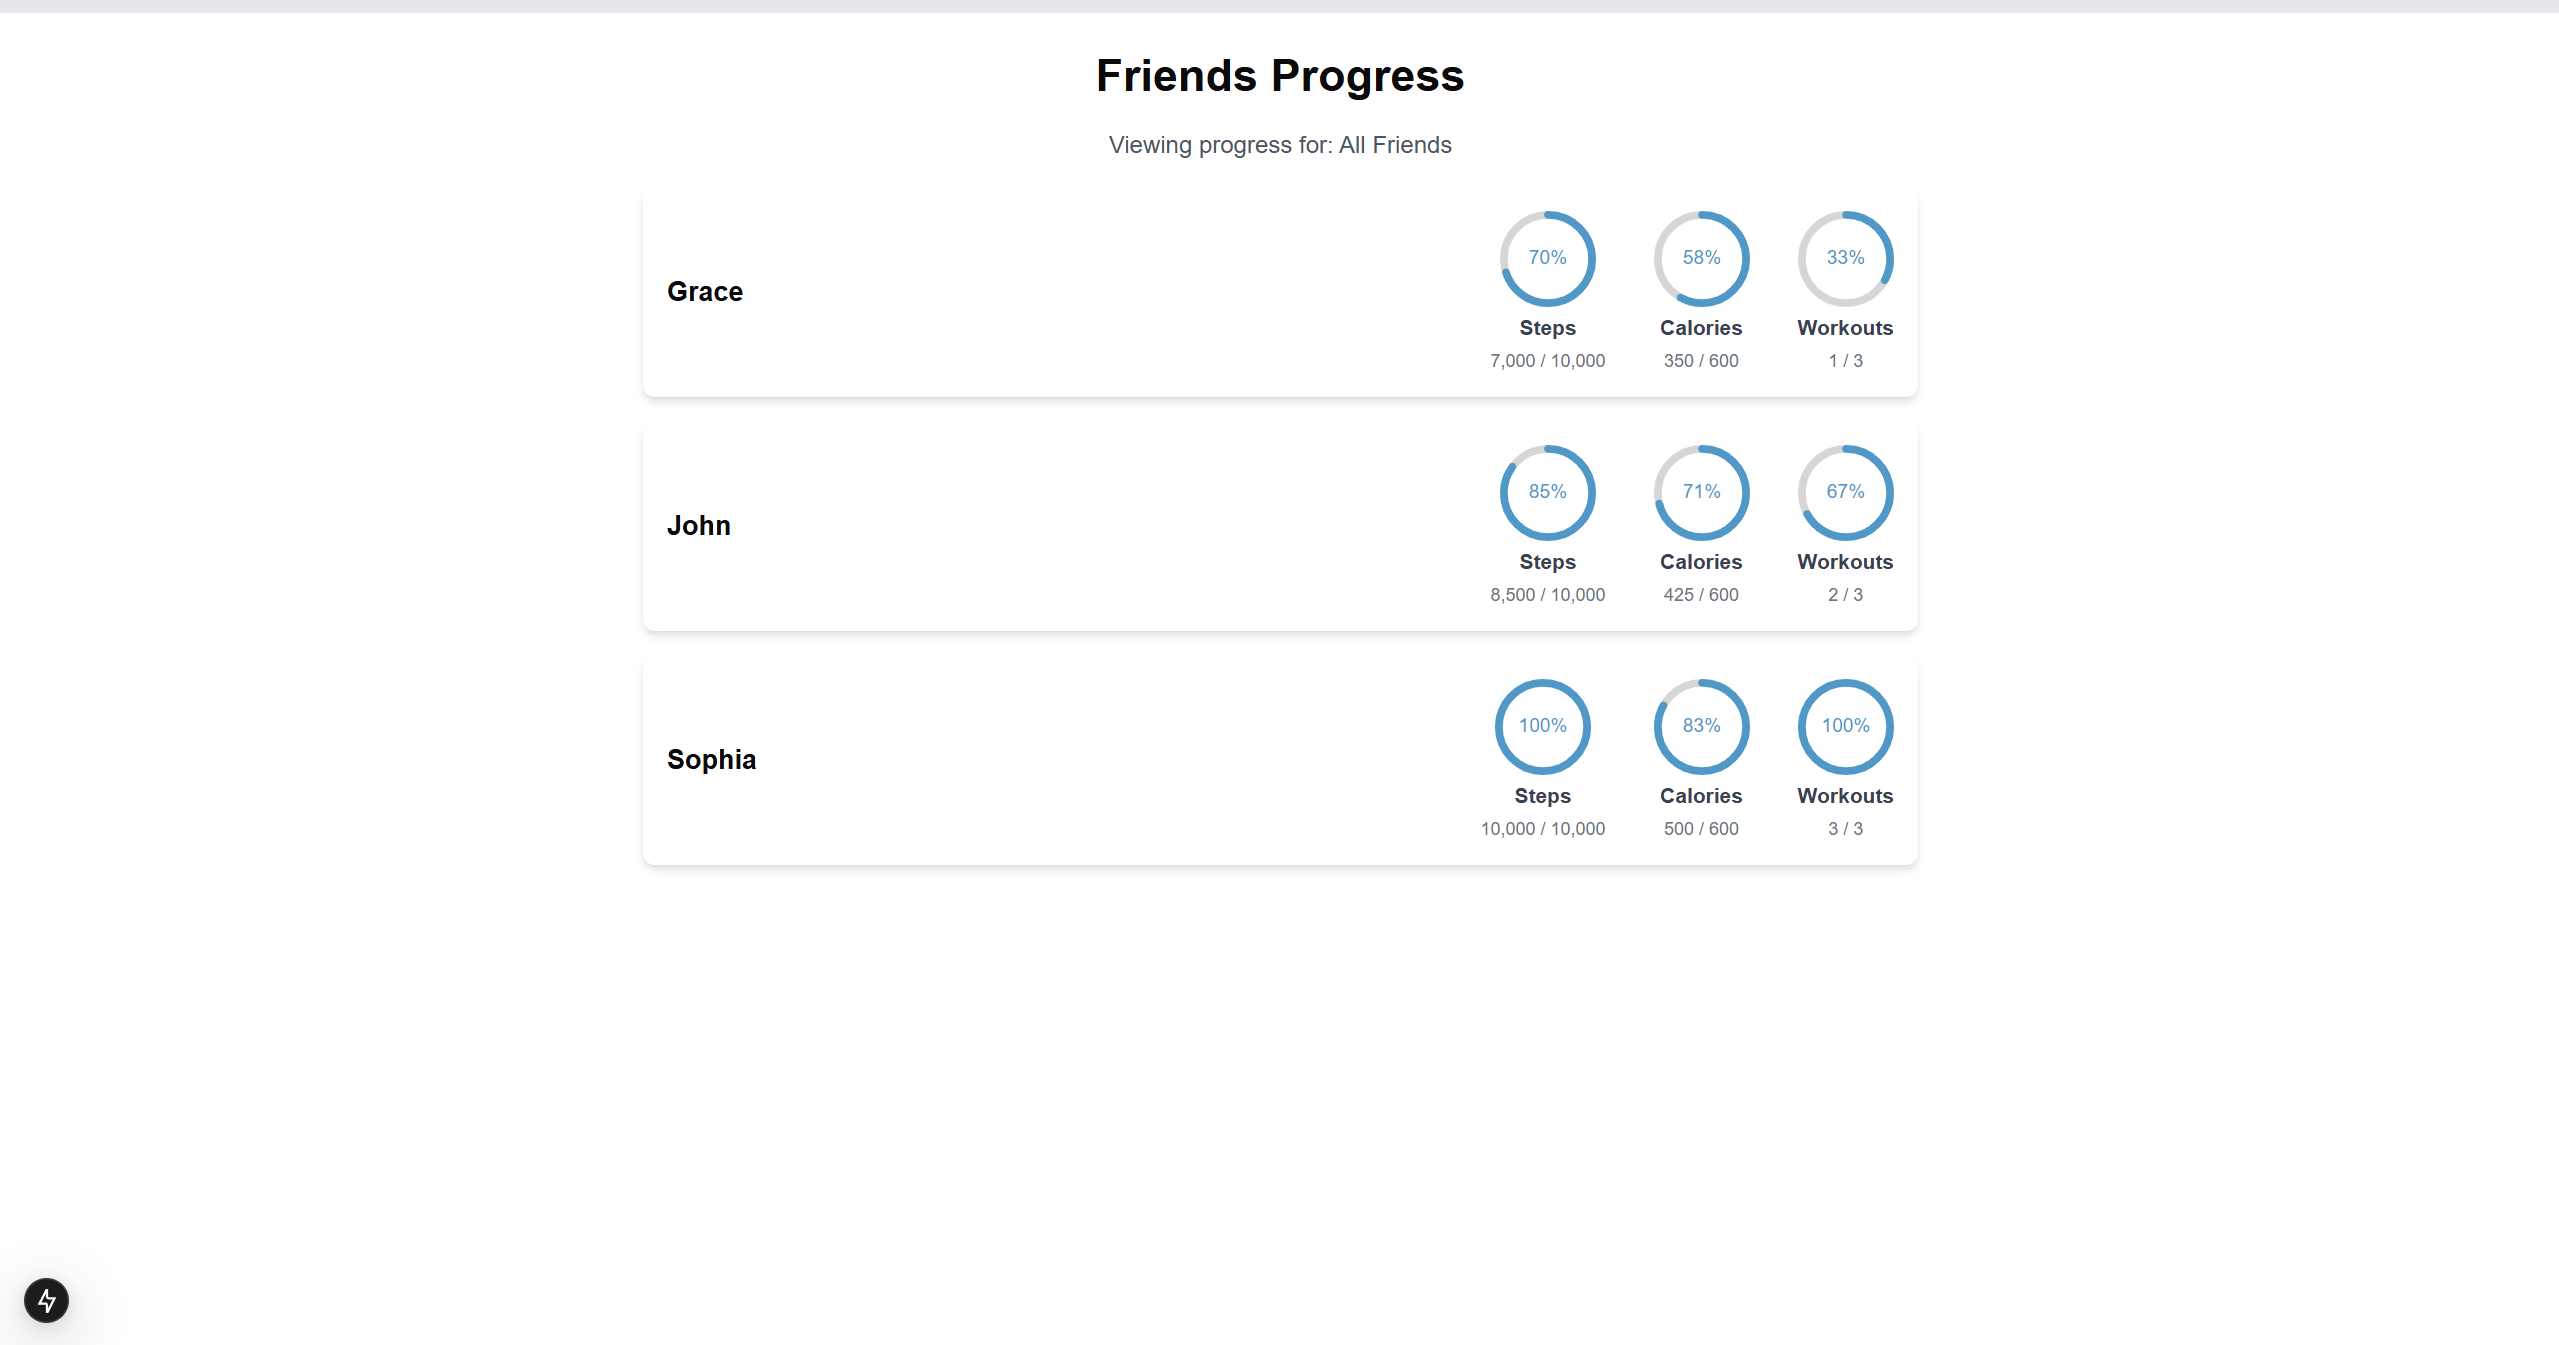 Friends Progress
Viewing progress for: All Friends
Grace
70%
58%
33%
Steps
Calories
Workouts
7,000 / 10,000
350 / 600
1 / 3
John
85%
71%
67%
Steps
Calories
Workouts
8,500 / 10,000
425 / 600
2 / 3
Sophia
100%
83%
100%
Steps
Calories
Workouts
10,000 / 10,000
500 / 600
3 / 3